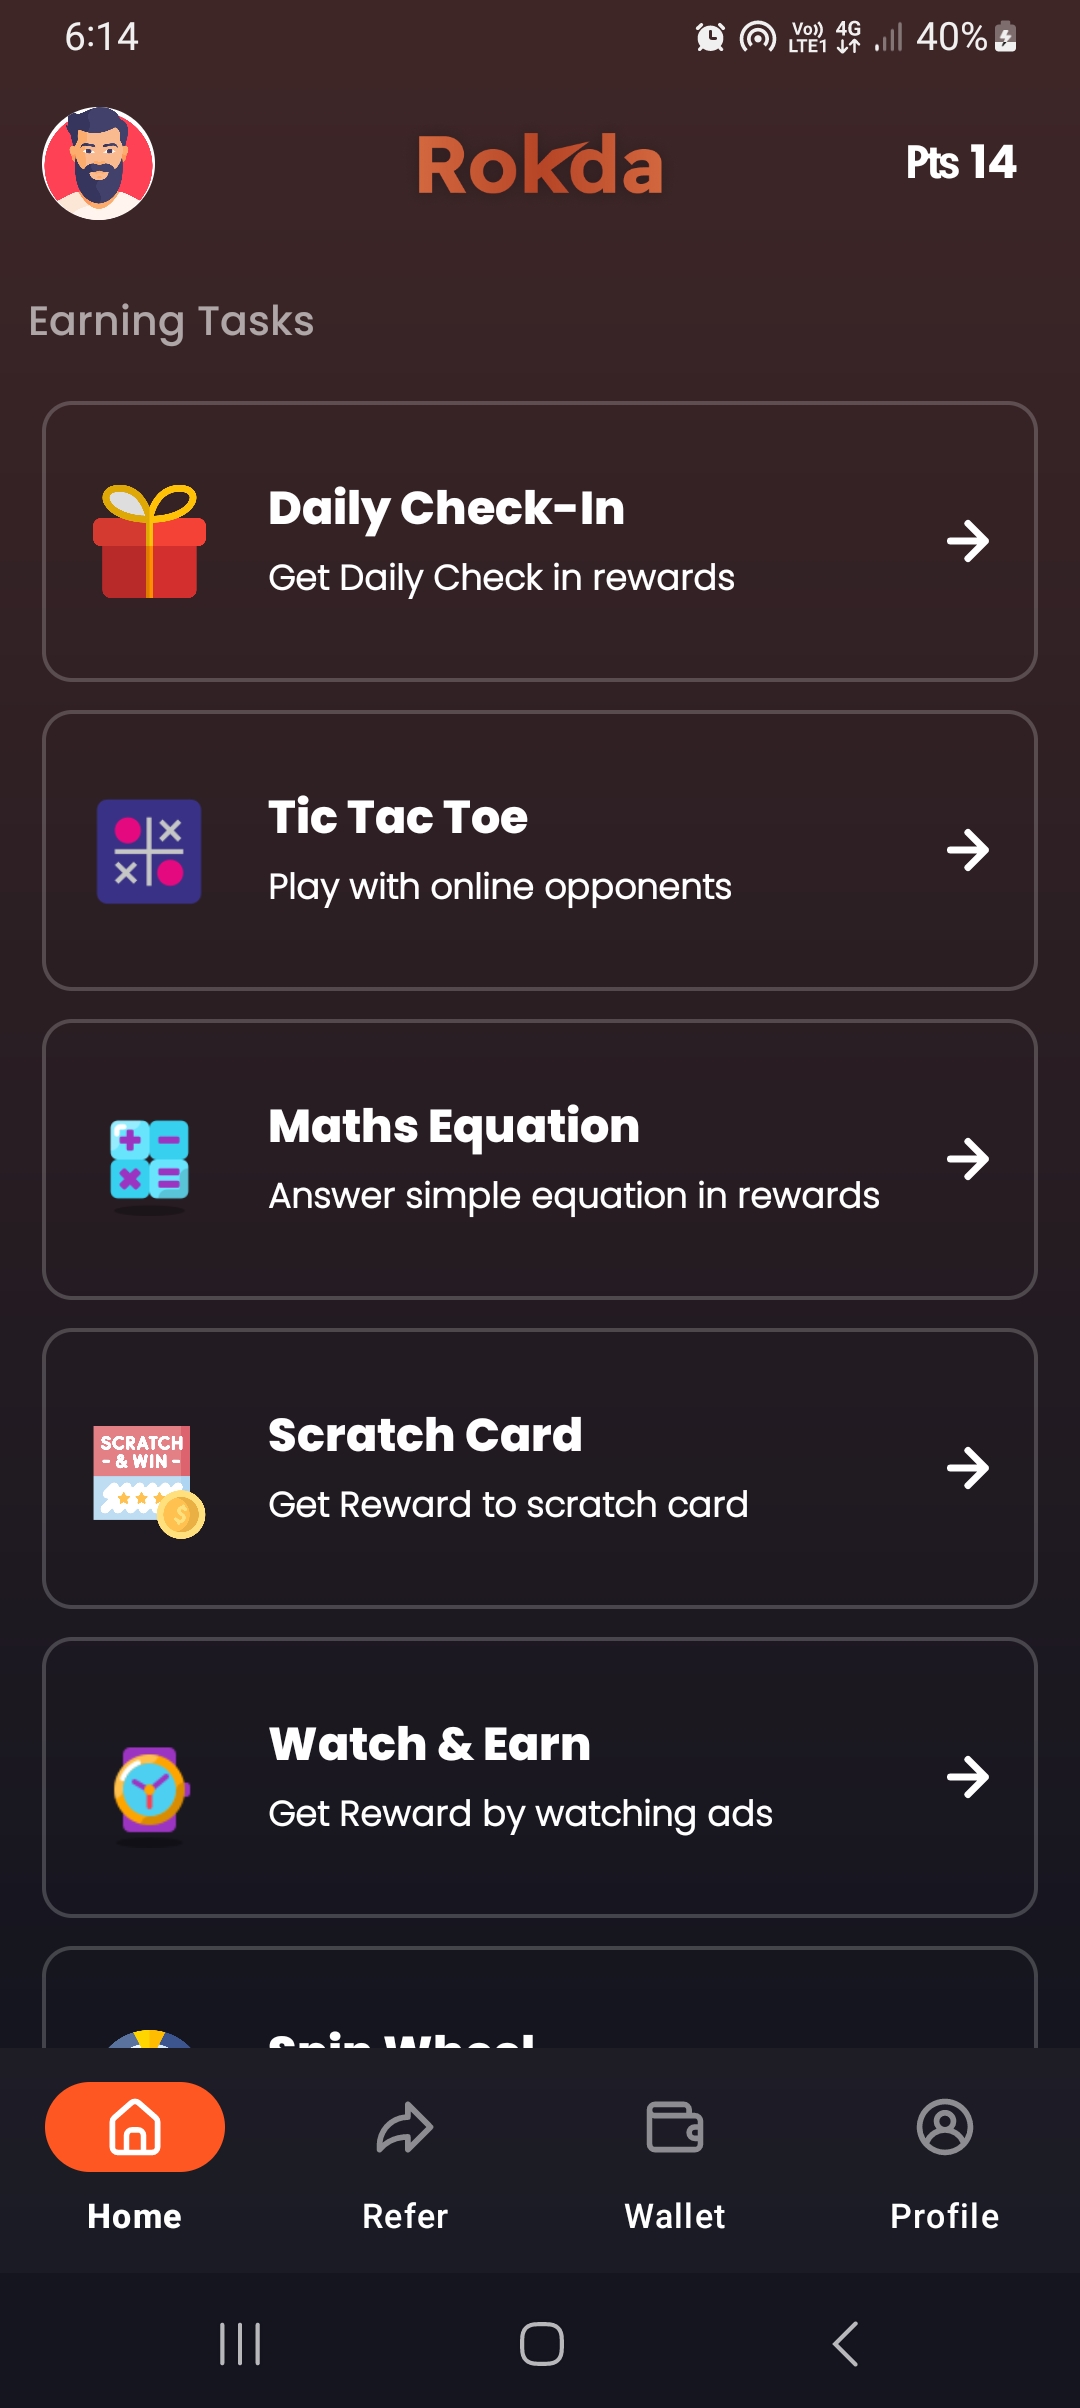 6:14
Vo)) LTE1 4G 40%
Rokda
Pts 14
Earning Tasks
Daily Check-In
Get Daily Check in rewards
Tic Tac Toe
Play with online opponents
Maths Equation
Answer simple equation in rewards
SCRATCH
- & WIN -
Scratch Card
Get Reward to scratch card
Watch & Earn
Get Reward by watching ads
Spin Wheel
Home
Refer
Wallet
Profile